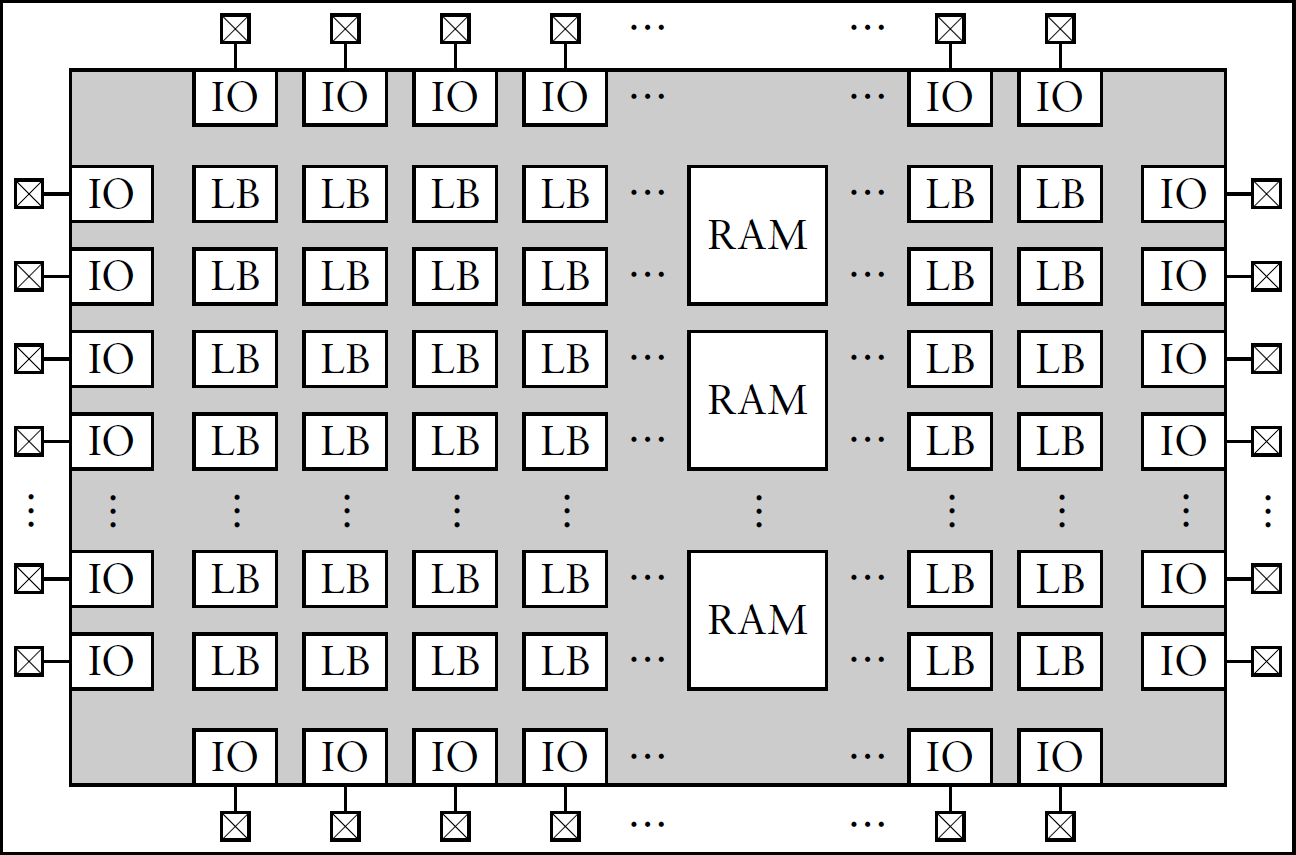 … …
IO IO IO IO … … IO IO
IO LB LB LB LB … RAM … LB LB IO
IO LB LB LB LB … … LB LB IO
IO LB LB LB LB … RAM … LB LB IO
IO LB LB LB LB … … LB LB IO
⋮ ⋮ ⋮ ⋮ ⋮ ⋮ ⋮ ⋮ ⋮ ⋮ ⋮
IO LB LB LB LB … RAM … LB LB IO
IO LB LB LB LB … … LB LB IO
IO IO IO IO … … IO IO
… …